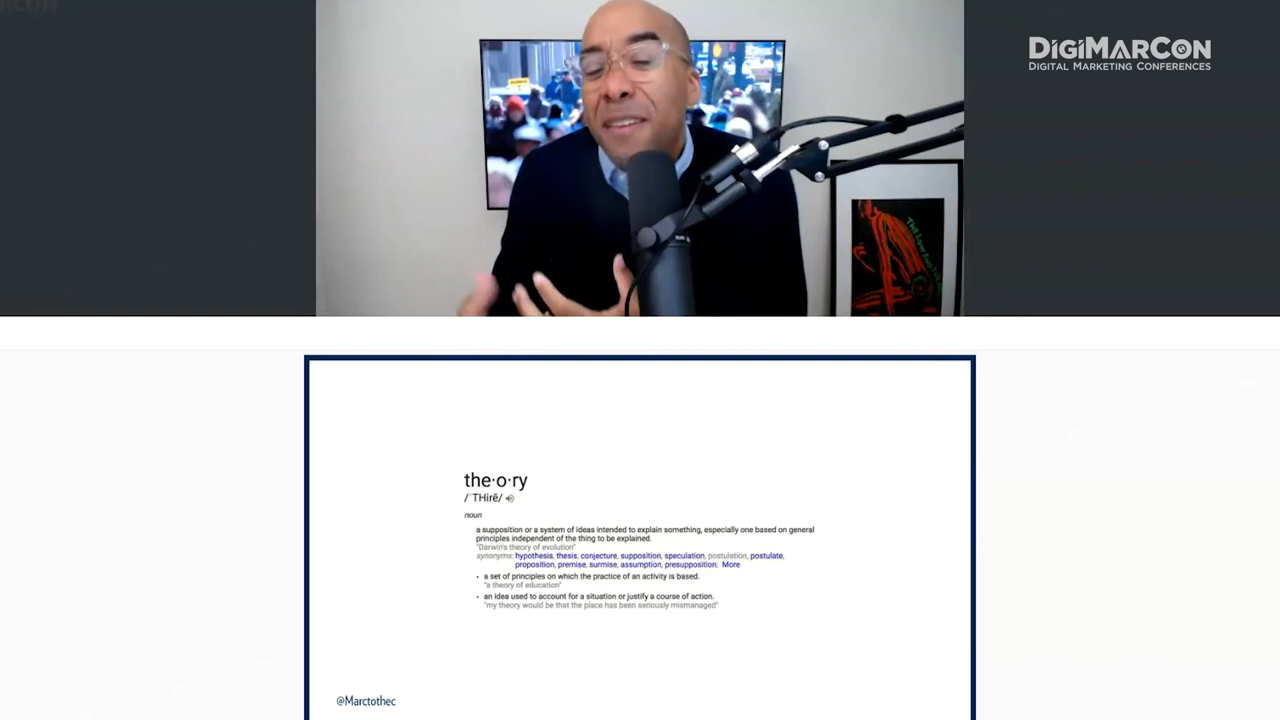 DIGIMARCON
DIGITAL MARKETING CONFERENCES
THE LOW END
the·o·ry
/ˈTHirē/
noun
a supposition or a system of ideas intended to explain something, especially one based on general
principles independent of the thing to be explained.
"Darwin's theory of evolution"
synonyms: hypothesis, thesis, conjecture, supposition, speculation, postulation, postulate,
proposition, premise, surmise, assumption, presupposition; More
• a set of principles on which the practice of an activity is based.
"a theory of education"
• an idea used to account for a situation or justify a course of action.
"my theory would be that the place has been seriously mismanaged"
@Marctothec